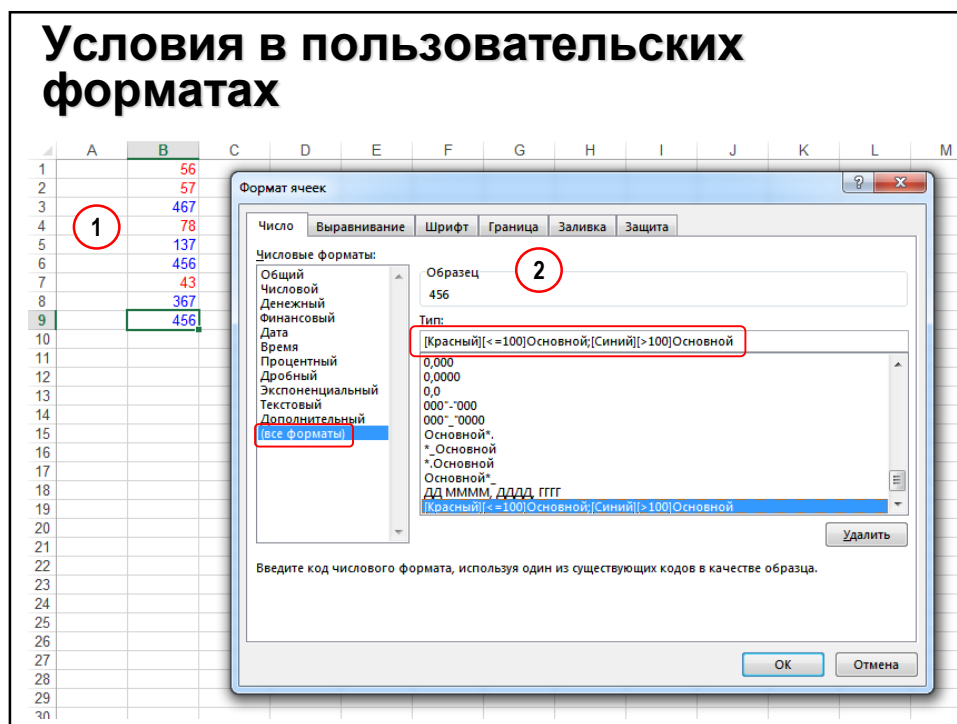 Условия в пользовательских
форматах
A B C D E F G H I J K L M
1 56
2 57
3 467
4 78
5 137
6 456
7 43
8 367
9 456
10
11
12
13
14
15
16
17
18
19
20
21
22
23
24
25
26
27
28
29
30
1
Формат ячеек
Число Выравнивание Шрифт Граница Заливка Защита
Числовые форматы:
Общий
Числовой
Денежный
Финансовый
Дата
Время
Процентный
Дробный
Экспоненциальный
Текстовый
Дополнительный
(все форматы)
Образец
2
456
Тип:
[Красный][<=100]Основной;[Синий][>100]Основной
0,000
0,0000
0,0
000"-"000
000"_"0000
Основной*.
*_Основной
*.Основной
Основной*_
ДД ММММ, ДДДД, ГГГГ
[Красный][<=100]Основной;[Синий][>100]Основной
Удалить
Введите код числового формата, используя один из существующих кодов в качестве образца.
ОК Отмена